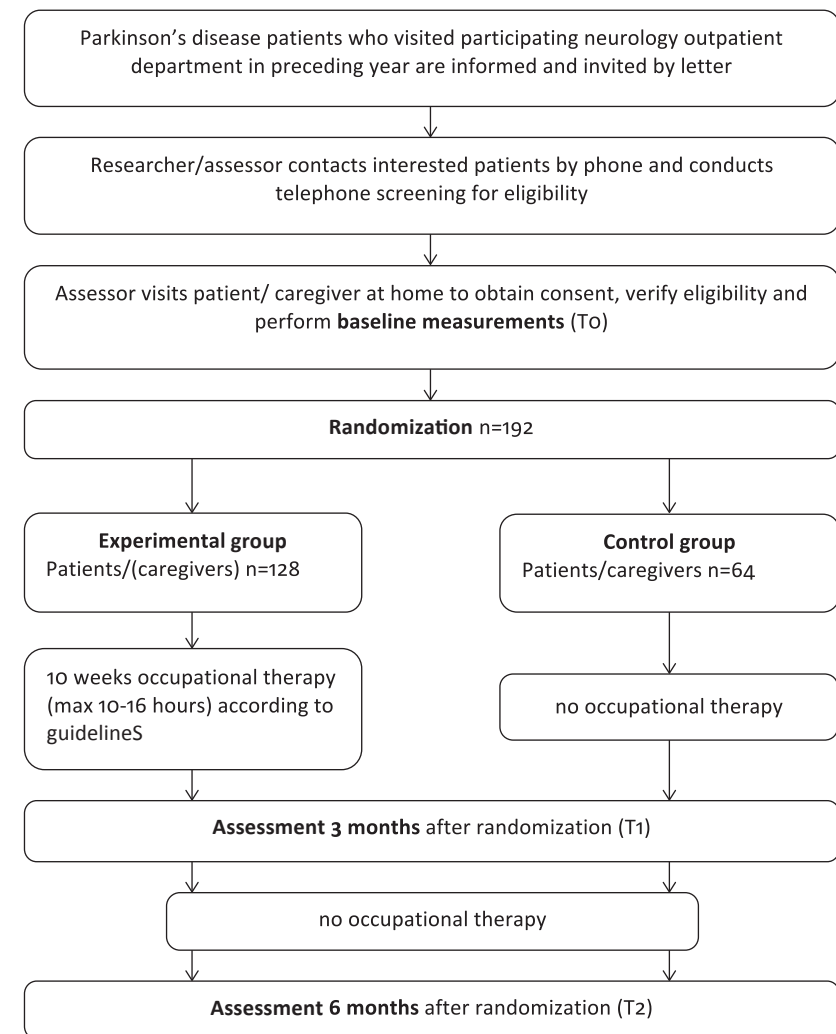 Parkinson’s disease patients who visited participating neurology outpatient
department in preceding year are informed and invited by letter
Researcher/assessor contacts interested patients by phone and conducts
telephone screening for eligibility
Assessor visits patient/ caregiver at home to obtain consent, verify eligibility and
perform baseline measurements (T0)
Randomization n=192
Experimental group
Patients/(caregivers) n=128
Control group
Patients/caregivers n=64
10 weeks occupational therapy
(max 10-16 hours) according to
guidelineS
no occupational therapy
Assessment 3 months after randomization (T1)
no occupational therapy
Assessment 6 months after randomization (T2)